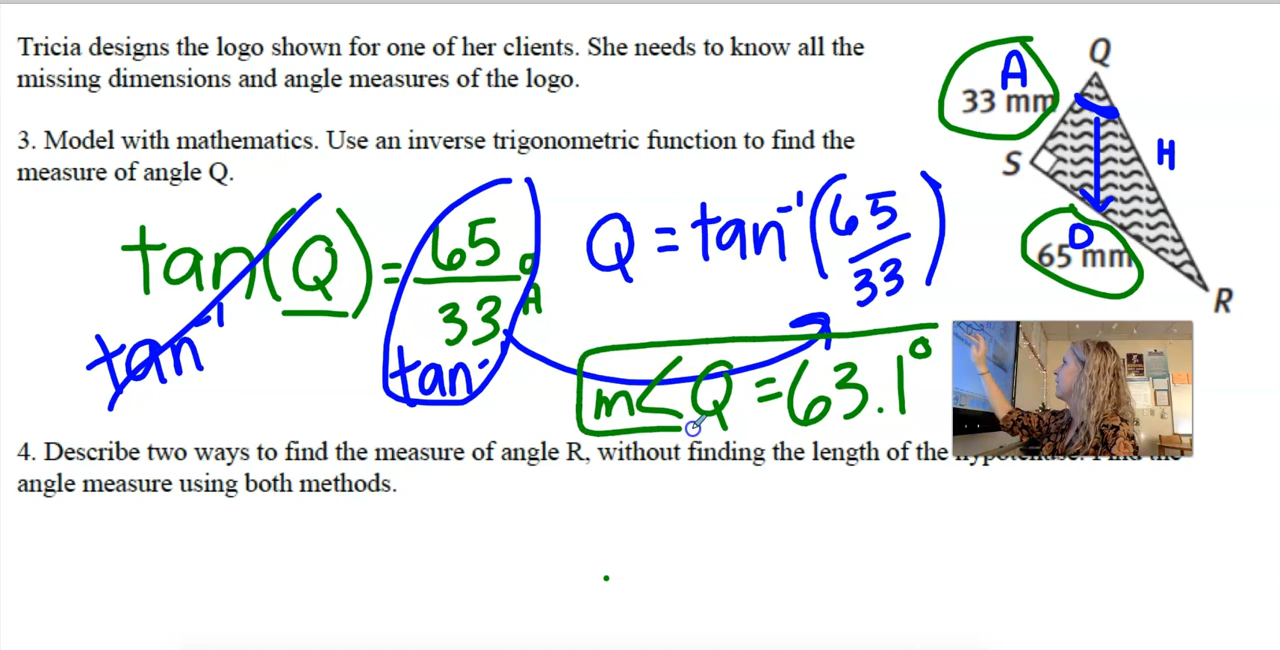 Tricia designs the logo shown for one of her clients. She needs to know all the
missing dimensions and angle measures of the logo.
3. Model with mathematics. Use an inverse trigonometric function to find the
measure of angle Q.
Q
A
33 mm
H
S
O
65 mm
R
tan(Q) = 65 O
33 A
tan⁻¹
tan⁻
Q = tan⁻¹(65
33)
m<Q = 63.1°
4. Describe two ways to find the measure of angle R, without finding the length of the hypotenuse. Find the
angle measure using both methods.